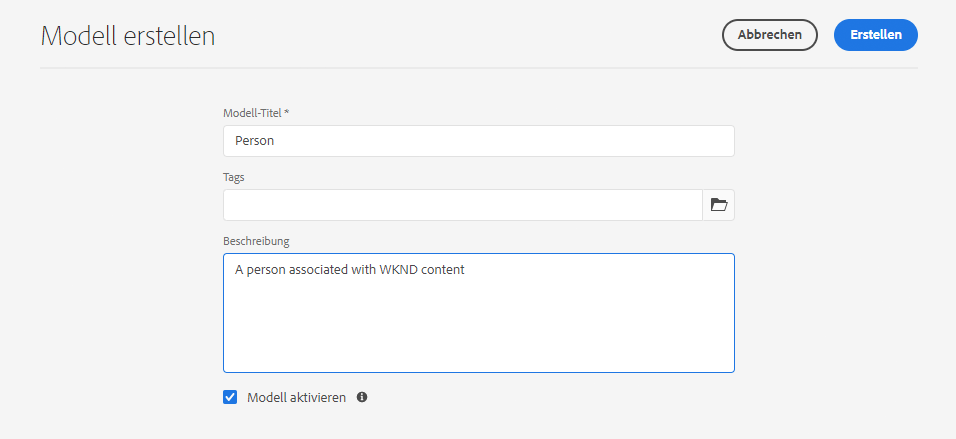 Modell erstellen
Abbrechen
Erstellen
Modell-Titel *
Person
Tags
Beschreibung
A person associated with WKND content
Modell aktivieren